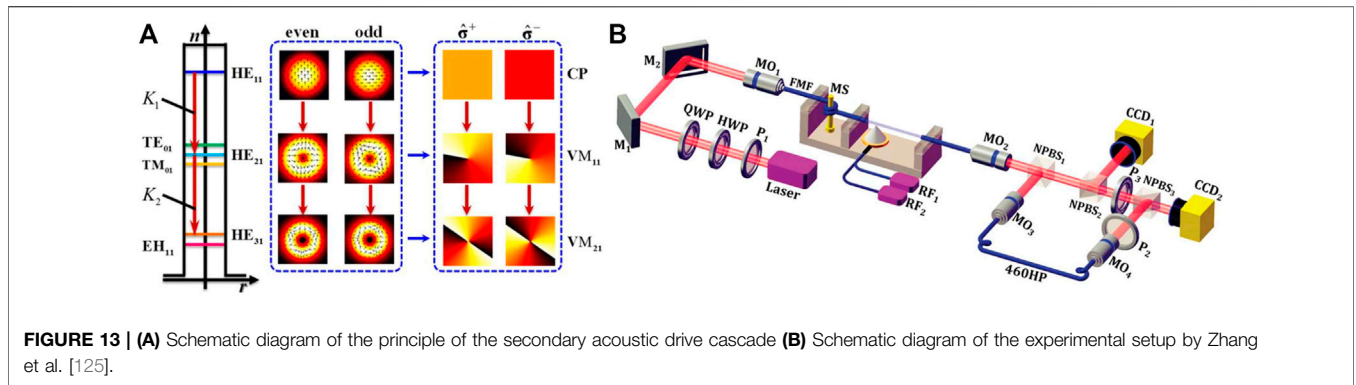 A
n
even
odd
σ̂⁺
σ̂⁻
HE₁₁
CP
K₁
TE₀₁
TM₀₁
HE₂₁
VM₁₁
K₂
EH₁₁
HE₃₁
VM₂₁
r
B
M₂
MO₁
FMF
MS
M₁
QWP
HWP
P₁
Laser
RF₁
RF₂
MO₂
NPBS₁
CCD₁
MO₃
NPBS₂
P₃
NPBS₃
CCD₂
P₂
MO₄
460HP
FIGURE 13 | (A) Schematic diagram of the principle of the secondary acoustic drive cascade (B) Schematic diagram of the experimental setup by Zhang
et al. [125].